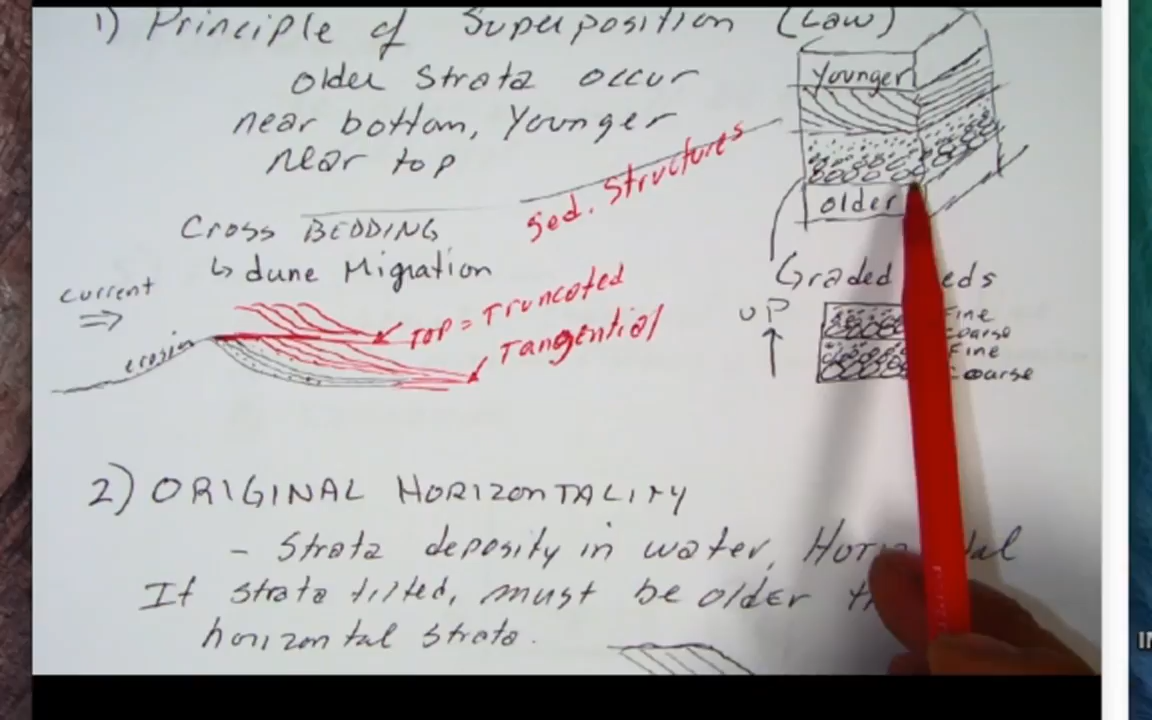 1) Principle of Superposition (Law)
older strata occur
near bottom, Younger
near top
Younger
older
Sed. Structures
Cross BEDDING
↳ dune Migration
current
⇒
erosion
TOP = Truncated
Tangential
Graded eds
UP
Fine
coarse
Fine
coarse
2) ORIGINAL HORIZONTALITY
- Strata deposity in water,
If strata tilted, must be older
horizontal strata.